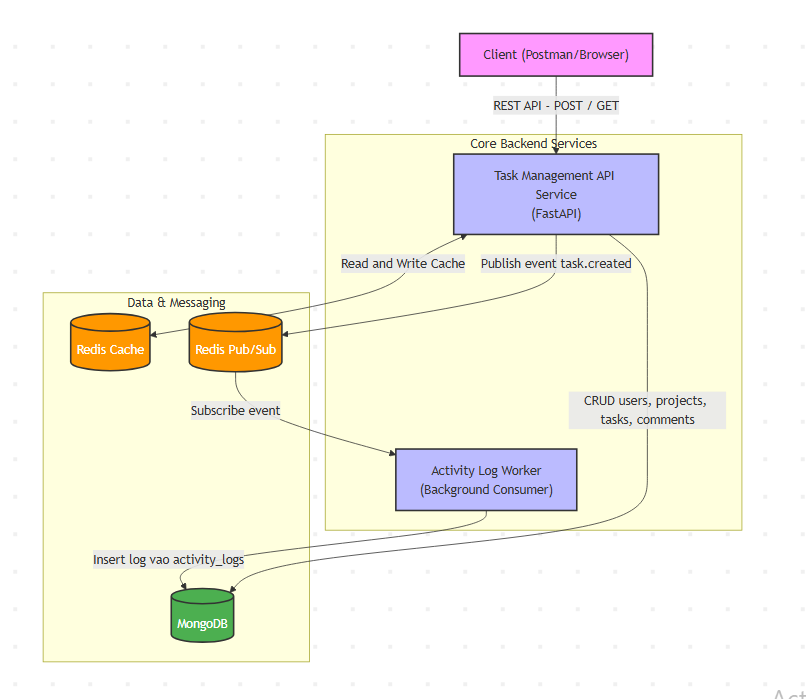 Client (Postman/Browser)
REST API - POST / GET
Core Backend Services
Task Management API
Service
(FastAPI)
Read and Write Cache
Publish event task.created
Data & Messaging
Redis Cache
Redis Pub/Sub
CRUD users, projects,
tasks, comments
Subscribe event
Activity Log Worker
(Background Consumer)
Insert log vao activity_logs
MongoDB